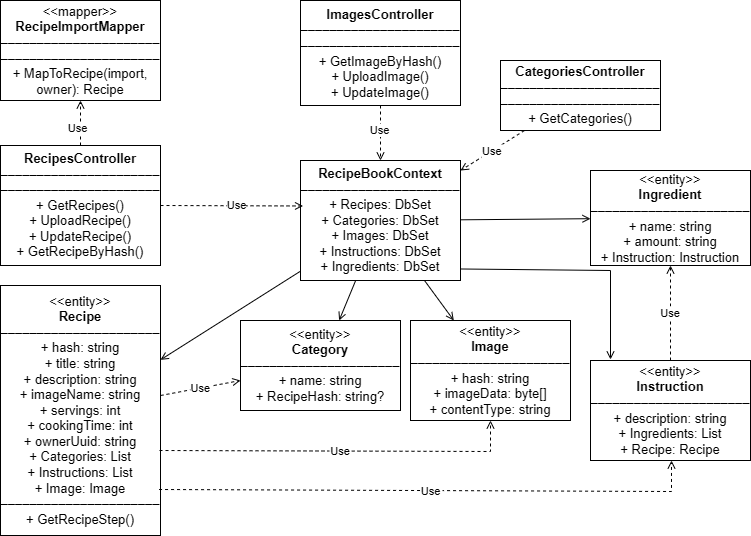 <<mapper>>
RecipeImportMapper
+ MapToRecipe(import,
owner): Recipe
Use
RecipesController
+ GetRecipes()
+ UploadRecipe()
+ UpdateRecipe()
+ GetRecipeByHash()
Use
ImagesController
+ GetImageByHash()
+ UploadImage()
+ UpdateImage()
Use
CategoriesController
+ GetCategories()
Use
RecipeBookContext
+ Recipes: DbSet
+ Categories: DbSet
+ Images: DbSet
+ Instructions: DbSet
+ Ingredients: DbSet
<<entity>>
Ingredient
+ name: string
+ amount: string
+ Instruction: Instruction
Use
<<entity>>
Recipe
+ hash: string
+ title: string
+ description: string
+ imageName: string
+ servings: int
+ cookingTime: int
+ ownerUuid: string
+ Categories: List
+ Instructions: List
+ Image: Image
+ GetRecipeStep()
Use
Use
Use
<<entity>>
Category
+ name: string
+ RecipeHash: string?
<<entity>>
Image
+ hash: string
+ imageData: byte[]
+ contentType: string
<<entity>>
Instruction
+ description: string
+ Ingredients: List
+ Recipe: Recipe